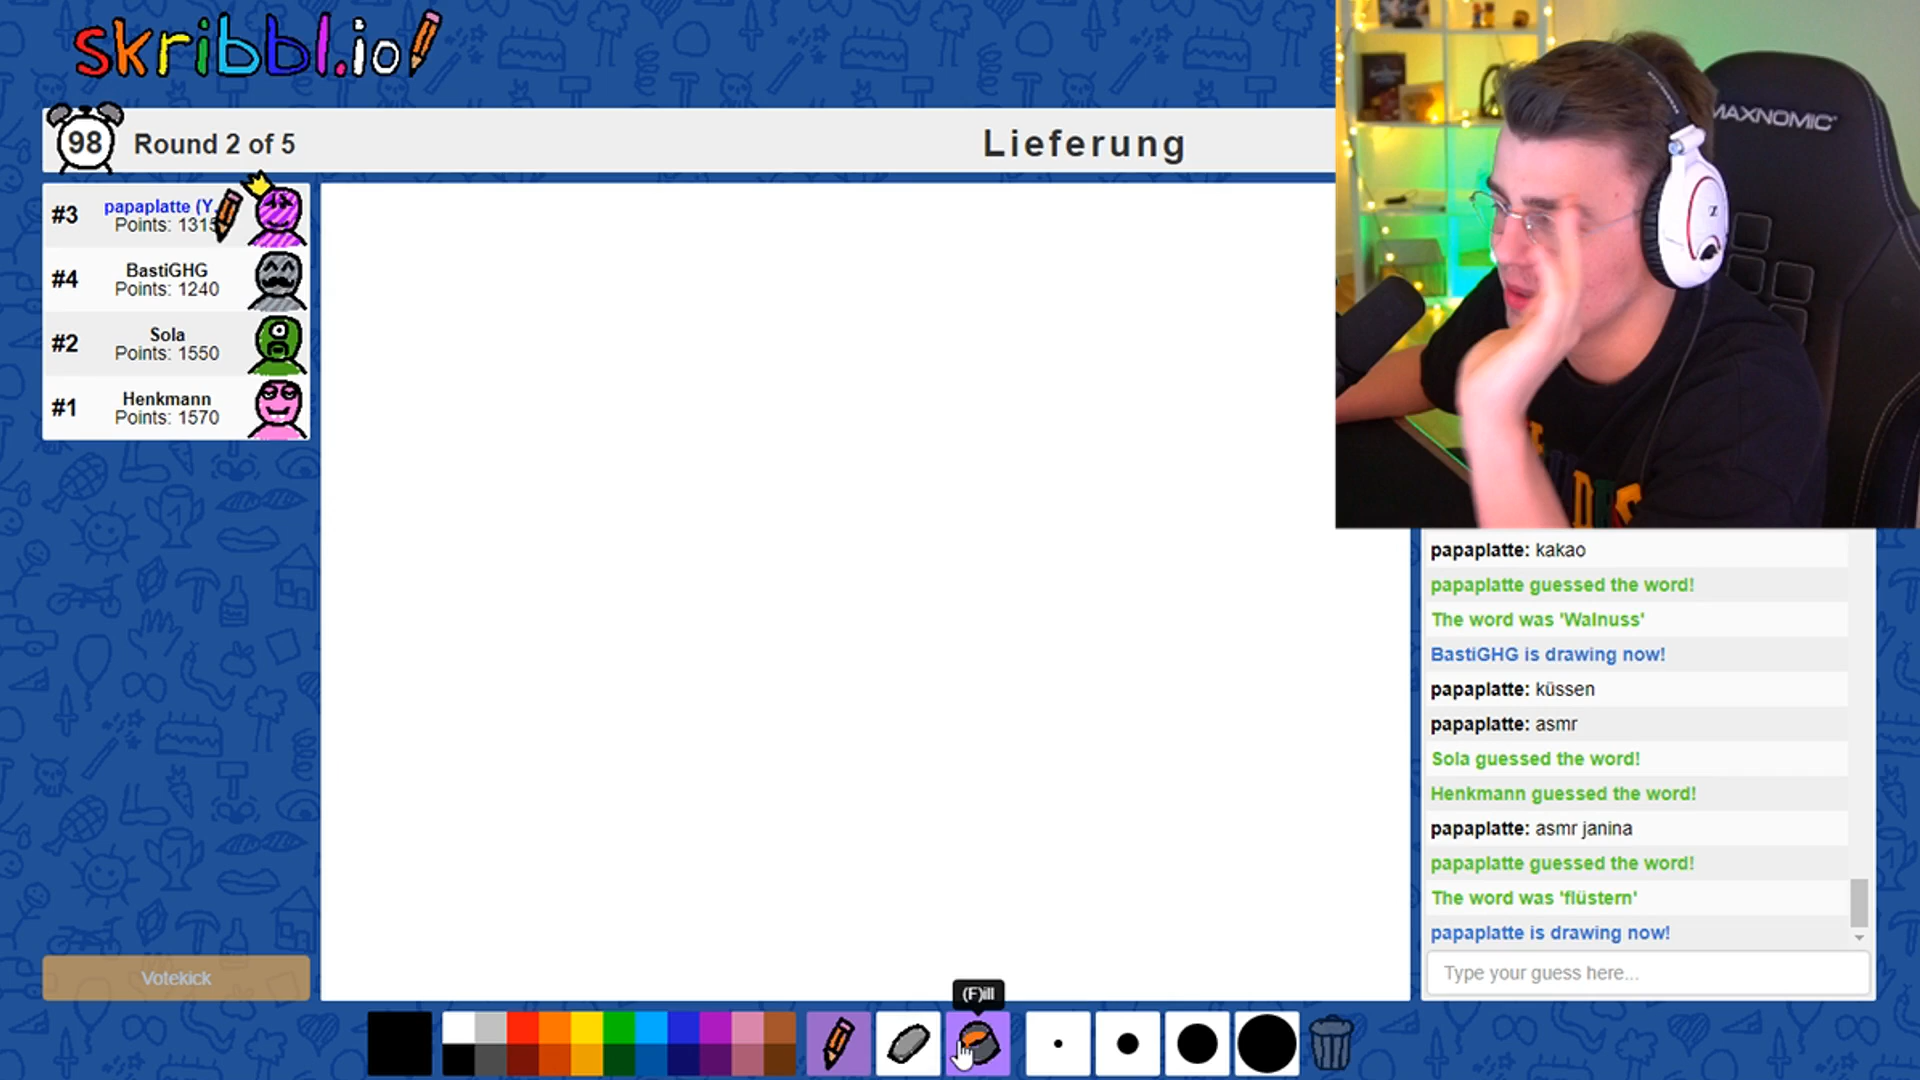 skribbl.io
98
Round 2 of 5
Lieferung
#3
papaplatte (Y
Points: 1315
#4
BastiGHG
Points: 1240
#2
Sola
Points: 1550
#1
Henkmann
Points: 1570
MAXNOMIC
papaplatte: kakao
papaplatte guessed the word!
The word was 'Walnuss'
BastiGHG is drawing now!
papaplatte: küssen
papaplatte: asmr
Sola guessed the word!
Henkmann guessed the word!
papaplatte: asmr janina
papaplatte guessed the word!
The word was 'flüstern'
papaplatte is drawing now!
Type your guess here...
Votekick
(F)ill